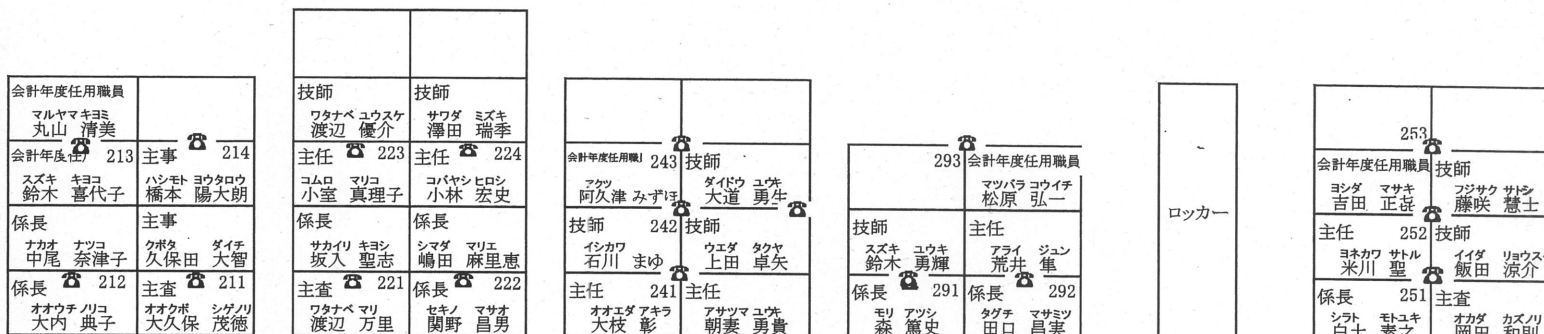 会計年度任用職員
マルヤマ キヨミ
丸山 清美
会計年度任 213 主事 214
スズキ キヨコ ハシモト ヨウタロウ
鈴木 喜代子 橋本 陽大朗
係長 主事
ナカオ ナツコ クボタ ダイチ
中尾 奈津子 久保田 大智
係長 212 主査 211
オオウチ ノリコ オオクボ シゲノリ
大内 典子 大久保 茂徳
技師 技師
ワタナベ ユウスケ サワダ ミズキ
渡辺 優介 澤田 瑞季
主任 223 主任 224
コムロ マリコ コバヤシ ヒロシ
小室 真理子 小林 宏史
係長 係長
サカイリ キヨシ シマダ マリエ
坂入 聖志 嶋田 麻里恵
主査 221 係長 222
ワタナベ マリ セキノ マサオ
渡辺 万里 関野 昌男
会計年度任用職 243 技師
アクツ ダイドウ ユウキ
阿久津 みずほ 大道 勇生
技師 242 技師
イシカワ ウエダ タクヤ
石川 まゆ 上田 卓矢
主任 241 主任
オオエダ アキラ アサツマ ユウキ
大枝 彰 朝妻 勇貴
293 会計年度任用職員
マツバラ コウイチ
松原 弘一
技師 主任
スズキ ユウキ アライ ジュン
鈴木 勇輝 荒井 隼
係長 291 係長 292
モリ アツシ タグチ マサミツ
森 篤史 田口 昌実
ロッカー
253
会計年度任用職員 技師
ヨシダ マサキ フジサク サトシ
吉田 正㐂 藤咲 慧士
主任 252 技師
ヨネカワ サトル イイダ リョウスケ
米川 聖 飯田 涼介
係長 251 主査
シラト モトユキ オカダ カズノリ
白土 素之 岡田 和則